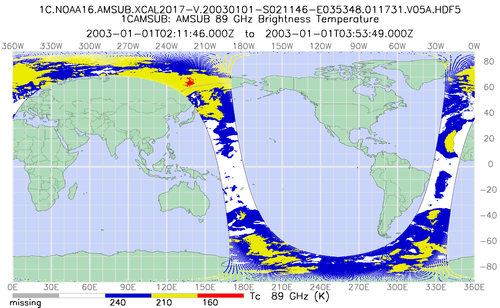 1C.NOAA16.AMSUB.XCAL2017-V.20030101-S021146-E035348.011731.V05A.HDF5
1CAMSUB: AMSUB 89 GHz Brightness Temperature
2003-01-01T02:11:46.000Z to 2003-01-01T03:53:49.000Z
360W 330W 300W 270W 240W 210W 180W 150W 120W 90W 60W 30W 0W
80
60
40
20
0
-20
-40
-60
-80
0E 30E 60E 90E 120E 150E 180E 210E 240E 270E 300E 330E 360E
missing 240 210 160 Tc 89 GHz (K)